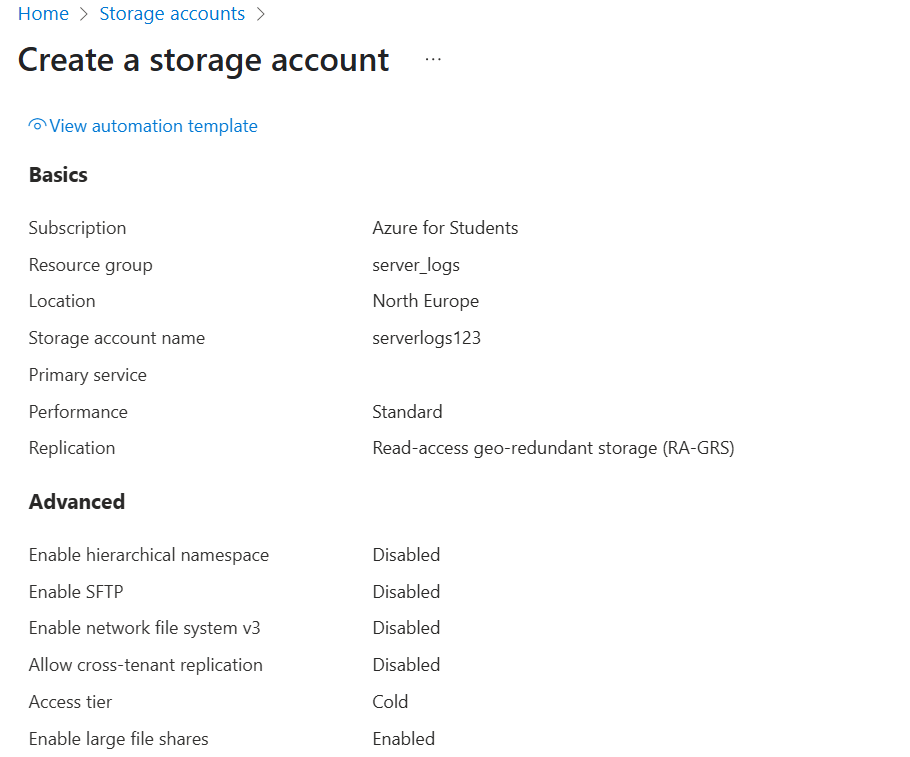 Home > Storage accounts >
Create a storage account ...
View automation template
Basics
Subscription Azure for Students
Resource group server_logs
Location North Europe
Storage account name serverlogs123
Primary service
Performance Standard
Replication Read-access geo-redundant storage (RA-GRS)
Advanced
Enable hierarchical namespace Disabled
Enable SFTP Disabled
Enable network file system v3 Disabled
Allow cross-tenant replication Disabled
Access tier Cold
Enable large file shares Enabled